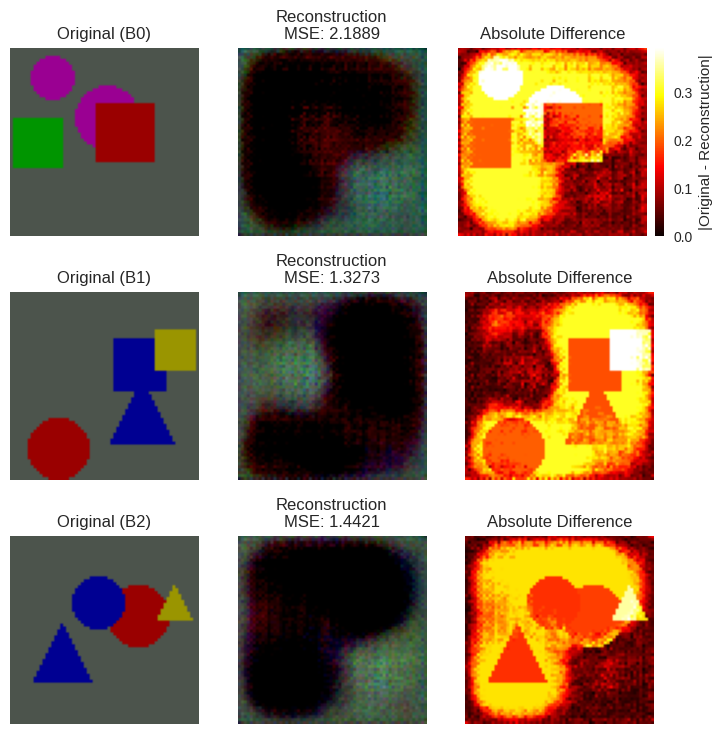 Original (B0)
Reconstruction
MSE: 2.1889
Absolute Difference
0.3
0.2
0.1
0.0
|Original - Reconstruction|
Original (B1)
Reconstruction
MSE: 1.3273
Absolute Difference
Original (B2)
Reconstruction
MSE: 1.4421
Absolute Difference